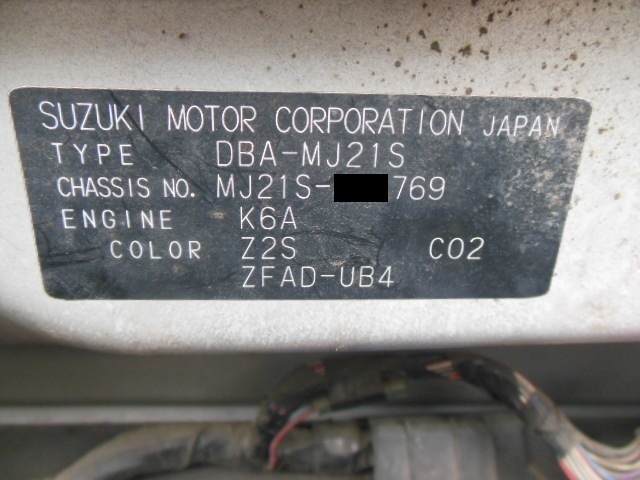 SUZUKI MOTOR CORPORATION JAPAN
TYPE DBA-MJ21S
CHASSIS NO. MJ21S- 769
ENGINE K6A
COLOR Z2S C02
ZFAD-UB4